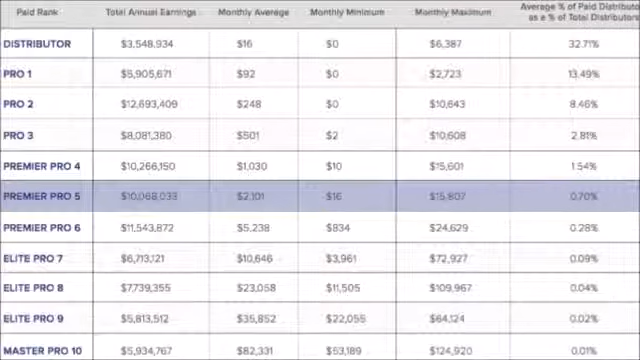 Paid Rank Total Annual Earnings Monthly Average Monthly Minimum Monthly Maximum Average % of Paid Distributo
as a % of Total Distributors
DISTRIBUTOR $3,548,934 $16 $0 $6,387 32.71%
PRO 1 $5,905,671 $92 $0 $2,723 13.49%
PRO 2 $12,693,409 $248 $0 $10,643 8.46%
PRO 3 $8,081,380 $501 $2 $10,608 2.81%
PREMIER PRO 4 $10,266,150 $1,030 $10 $15,601 1.54%
PREMIER PRO 5 $10,068,033 $2,101 $16 $15,807 0.70%
PREMIER PRO 6 $11,543,872 $5,238 $834 $24,629 0.28%
ELITE PRO 7 $6,713,121 $10,646 $3,961 $72,927 0.09%
ELITE PRO 8 $7,739,355 $23,058 $11,505 $109,967 0.04%
ELITE PRO 9 $5,813,512 $35,852 $22,055 $64,124 0.02%
MASTER PRO 10 $5,934,767 $82,331 $53,189 $124,920 0.01%